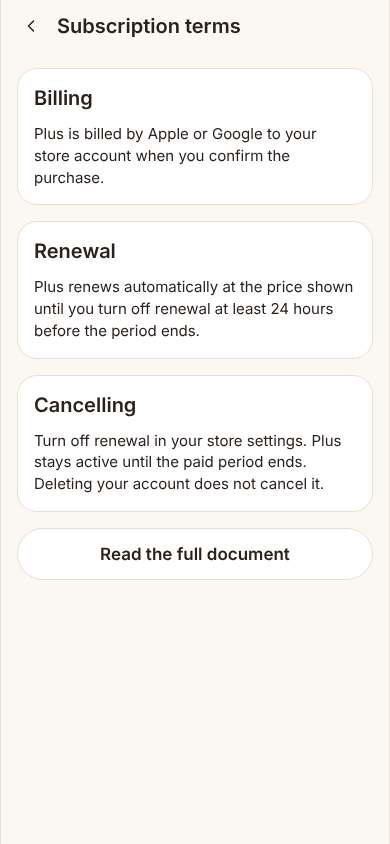 Subscription terms
Billing
Plus is billed by Apple or Google to your
store account when you confirm the
purchase.
Renewal
Plus renews automatically at the price shown
until you turn off renewal at least 24 hours
before the period ends.
Cancelling
Turn off renewal in your store settings. Plus
stays active until the paid period ends.
Deleting your account does not cancel it.
Read the full document